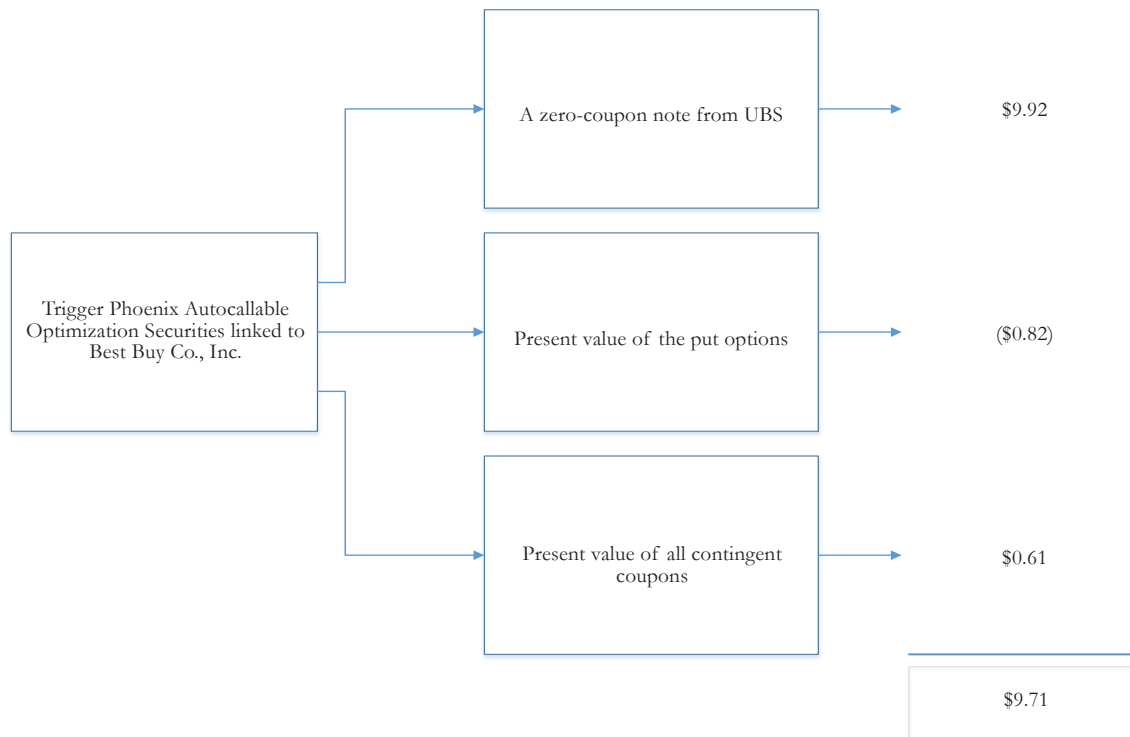 A zero-coupon note from UBS
$9.92
Trigger Phoenix Autocallable
Optimization Securities linked to
Best Buy Co., Inc.
Present value of the put options
($0.82)
Present value of all contingent
coupons
$0.61
$9.71